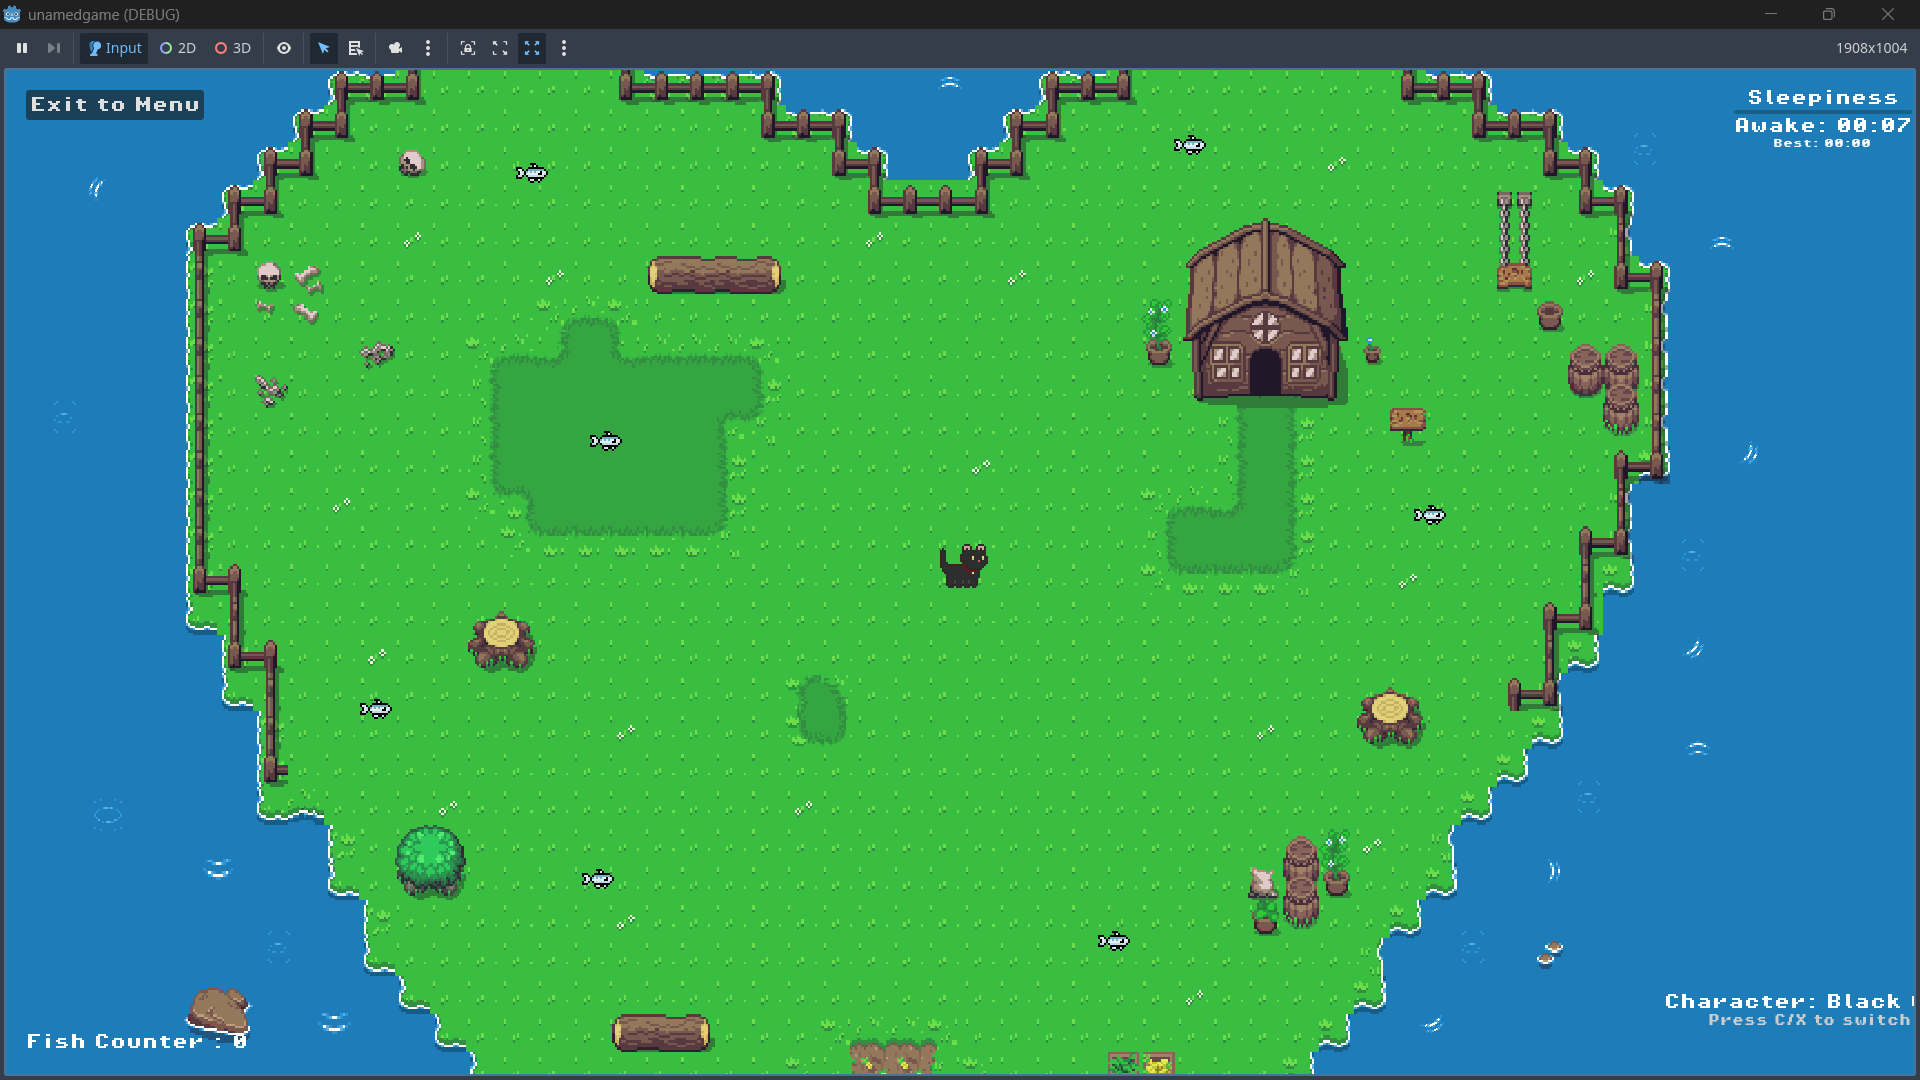 unamedgame (DEBUG)
Input 2D 3D 1908x1004
Exit to Menu
Sleepiness
Awake: 00:07
Best: 00:00
Character: Black
Press C/X to switch
Fish Counter : 0